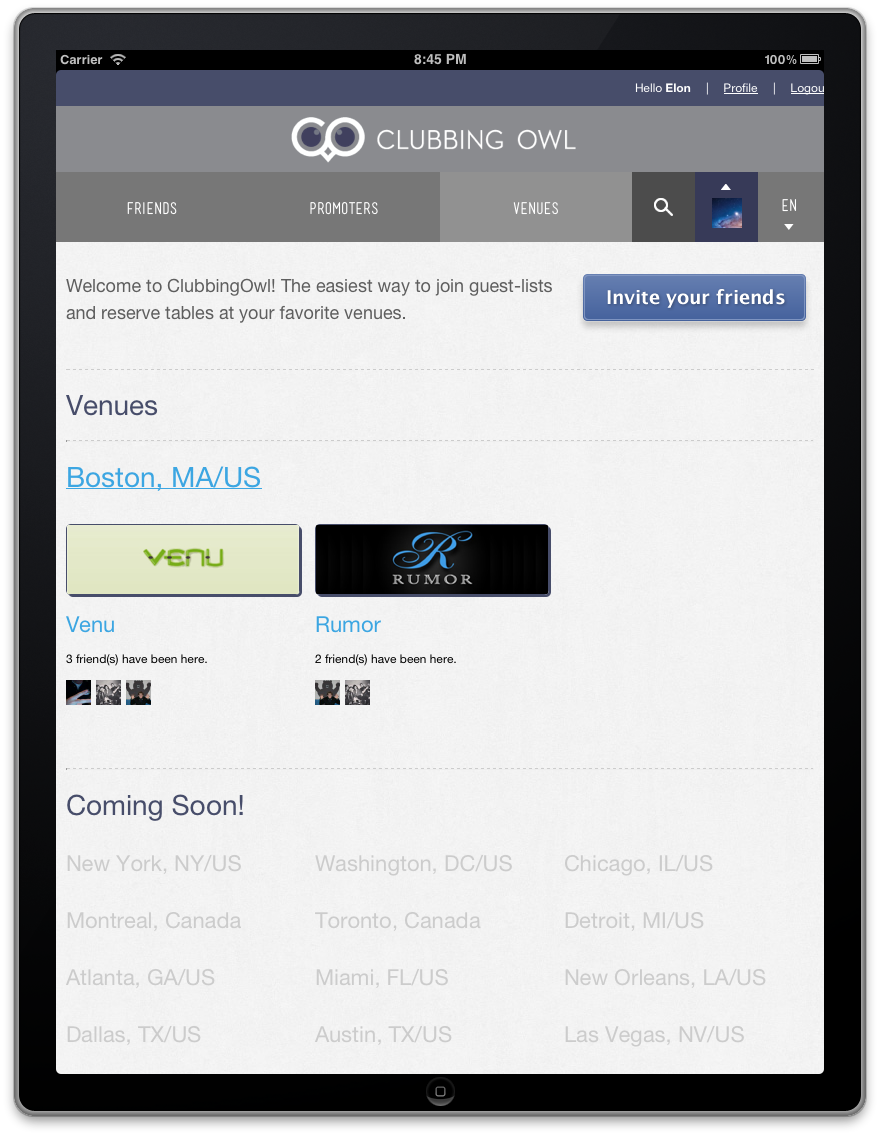 Carrier 8:45 PM 100%
Hello Elon | Profile | Logou
CLUBBING OWL
FRIENDS PROMOTERS VENUES EN
Welcome to ClubbingOwl! The easiest way to join guest-lists
and reserve tables at your favorite venues.
Invite your friends
Venues
Boston, MA/US
VENU R RUMOR
Venu Rumor
3 friend(s) have been here. 2 friend(s) have been here.
Coming Soon!
New York, NY/US Washington, DC/US Chicago, IL/US
Montreal, Canada Toronto, Canada Detroit, MI/US
Atlanta, GA/US Miami, FL/US New Orleans, LA/US
Dallas, TX/US Austin, TX/US Las Vegas, NV/US